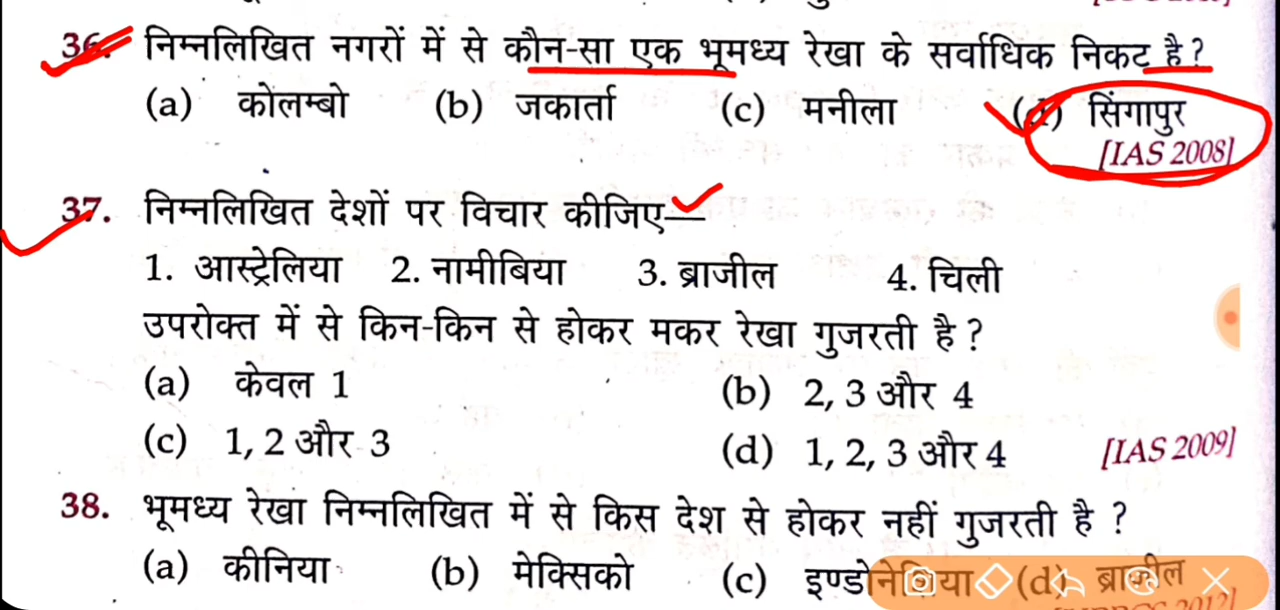 36. निम्नलिखित नगरों में से कौन-सा एक भूमध्य रेखा के सर्वाधिक निकट है?
(a) कोलम्बो (b) जकार्ता (c) मनीला (d) सिंगापुर
[IAS 2008]
37. निम्नलिखित देशों पर विचार कीजिए—
1. आस्ट्रेलिया 2. नामीबिया 3. ब्राजील 4. चिली
उपरोक्त में से किन-किन से होकर मकर रेखा गुजरती है?
(a) केवल 1 (b) 2, 3 और 4
(c) 1, 2 और 3 (d) 1, 2, 3 और 4 [IAS 2009]
38. भूमध्य रेखा निम्नलिखित में से किस देश से होकर नहीं गुजरती है ?
(a) कीनिया (b) मेक्सिको (c) इण्डोनेशिया (d) ब्राजील